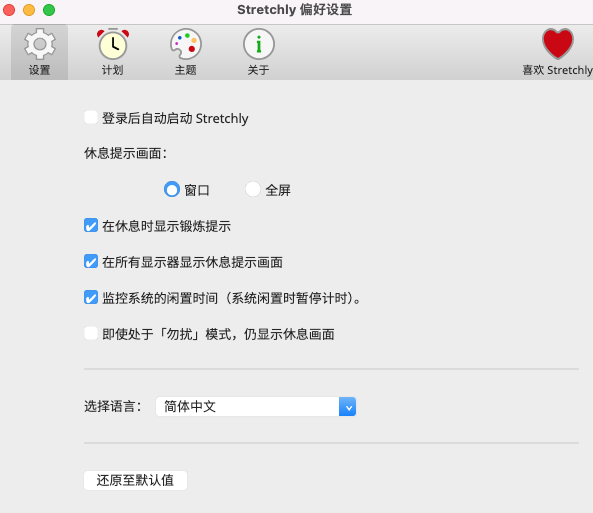 Stretchly 偏好设置
设置
计划
主题
关于
喜欢 Stretchly
登录后自动启动 Stretchly
休息提示画面：
窗口
全屏
在休息时显示锻炼提示
在所有显示器显示休息提示画面
监控系统的闲置时间（系统闲置时暂停计时）。
即使处于「勿扰」模式，仍显示休息画面
选择语言：
简体中文
还原至默认值